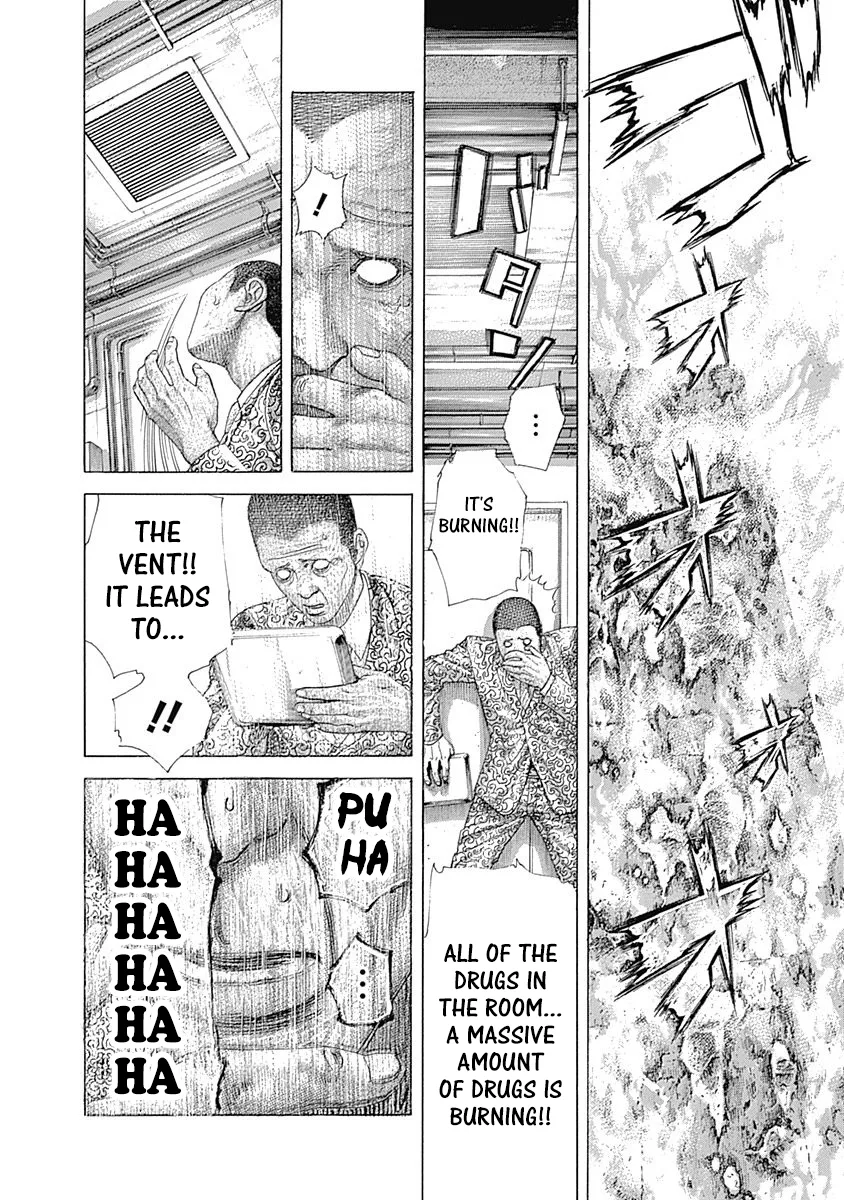 ...
IT'S
BURNING!!
ALL OF THE
DRUGS IN
THE ROOM...
A MASSIVE
AMOUNT
OF DRUGS IS
BURNING!!
!
THE
VENT!!
IT LEADS
TO...
!!
PU
HA
...
HA
HA
HA
HA
HA
HA